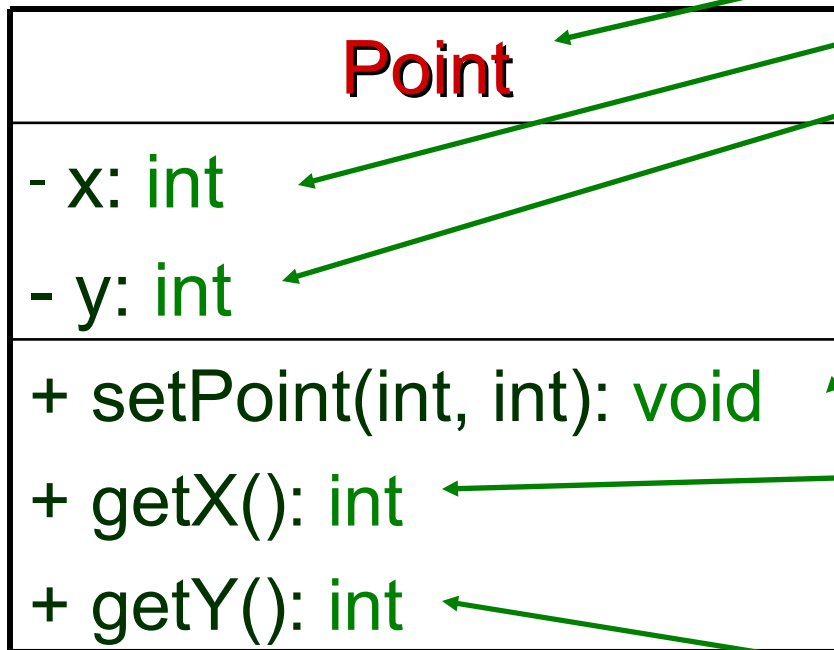 Point
- x: int
- y: int
+ setPoint(int, int): void
+ getX(): int
+ getY(): int